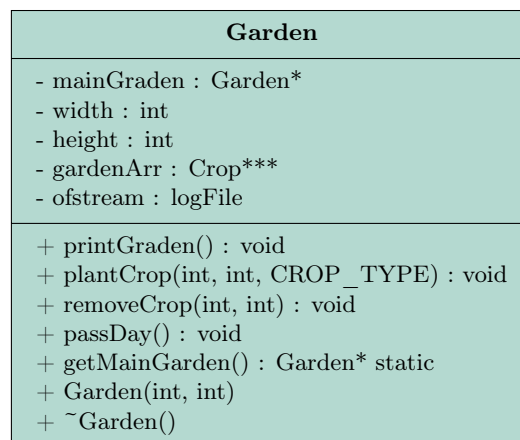 Garden
- mainGraden : Garden*
- width : int
- height : int
- gardenArr : Crop***
- ofstream : logFile
+ printGraden() : void
+ plantCrop(int, int, CROP_TYPE) : void
+ removeCrop(int, int) : void
+ passDay() : void
+ getMainGarden() : Garden* static
+ Garden(int, int)
+ ~Garden()